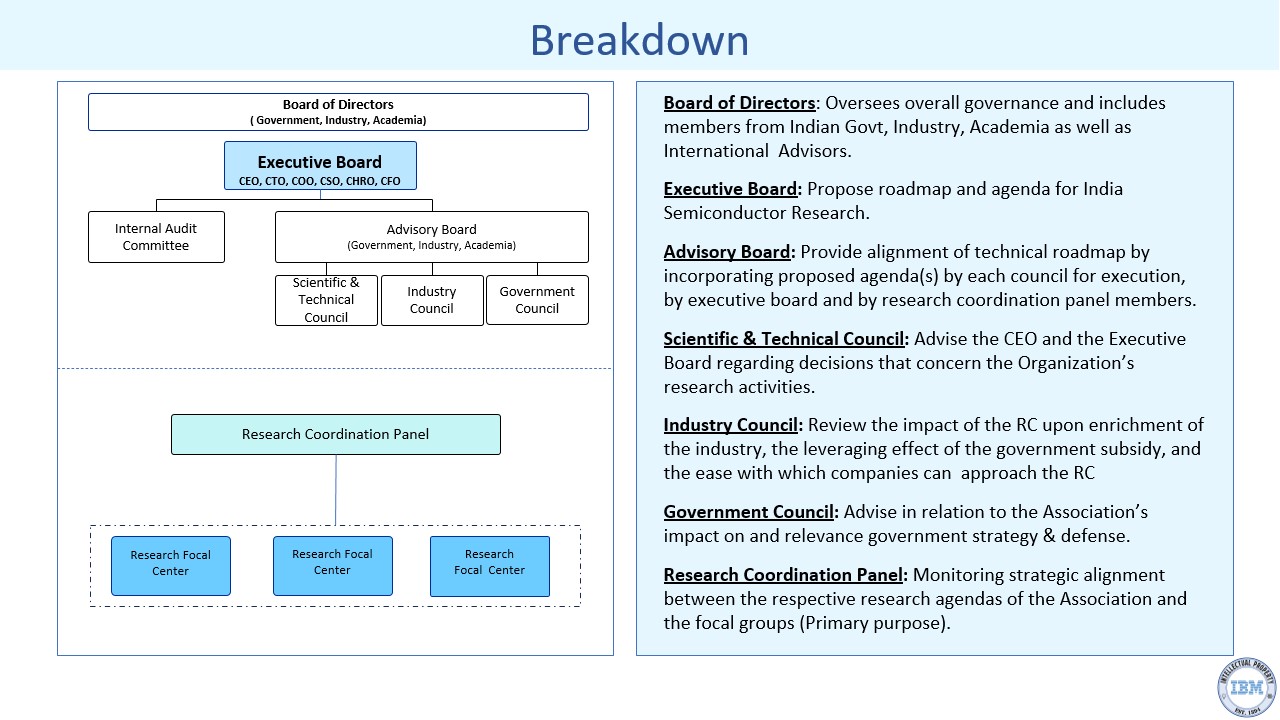 Breakdown
Board of Directors
( Government, Industry, Academia)
Executive Board
CEO, CTO, COO, CSO, CHRO, CFO
Internal Audit
Committee
Advisory Board
(Government, Industry, Academia)
Scientific &
Technical
Council
Industry
Council
Government
Council
Research Coordination Panel
Research Focal
Center
Research Focal
Center
Research
Focal  Center
Board of Directors: Oversees overall governance and includes
members from Indian Govt, Industry, Academia as well as
International  Advisors.
Executive Board: Propose roadmap and agenda for India
Semiconductor Research.
Advisory Board: Provide alignment of technical roadmap by
incorporating proposed agenda(s) by each council for execution,
by executive board and by research coordination panel members.
Scientific & Technical Council: Advise the CEO and the Executive
Board regarding decisions that concern the Organization’s
research activities.
Industry Council: Review the impact of the RC upon enrichment of
the industry, the leveraging effect of the government subsidy, and
the ease with which companies can  approach the RC
Government Council: Advise in relation to the Association’s
impact on and relevance government strategy & defense.
Research Coordination Panel: Monitoring strategic alignment
between the respective research agendas of the Association and
the focal groups (Primary purpose).
INTELLECTUAL PROPERTY
IBM